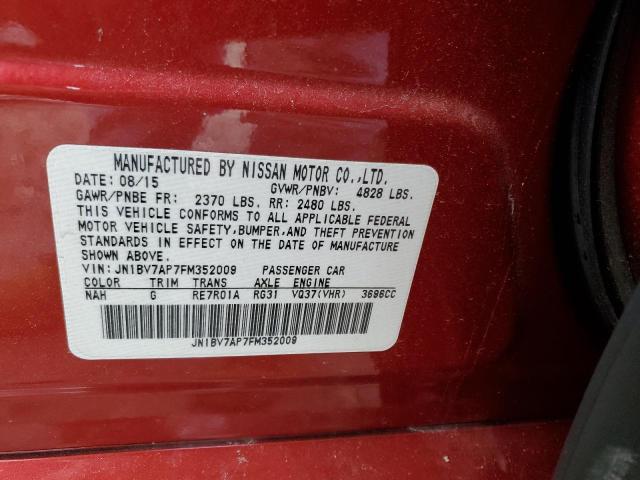 MANUFACTURED BY NISSAN MOTOR CO.,LTD.
DATE: 08/15 GVWR/PNBV: 4828 LBS.
GAWR/PNBE FR: 2370 LBS. RR: 2480 LBS.
THIS VEHICLE CONFORMS TO ALL APPLICABLE FEDERAL
MOTOR VEHICLE SAFETY,BUMPER,AND THEFT PREVENTION
STANDARDS IN EFFECT ON THE DATE OF MANUFACTURE
SHOWN ABOVE.
VIN: JN1BV7AP7FM352009 PASSENGER CAR
COLOR TRIM TRANS AXLE ENGINE
NAH G RE7R01A RG31 VQ37(VHR) 3696CC
JN1BV7AP7FM352009